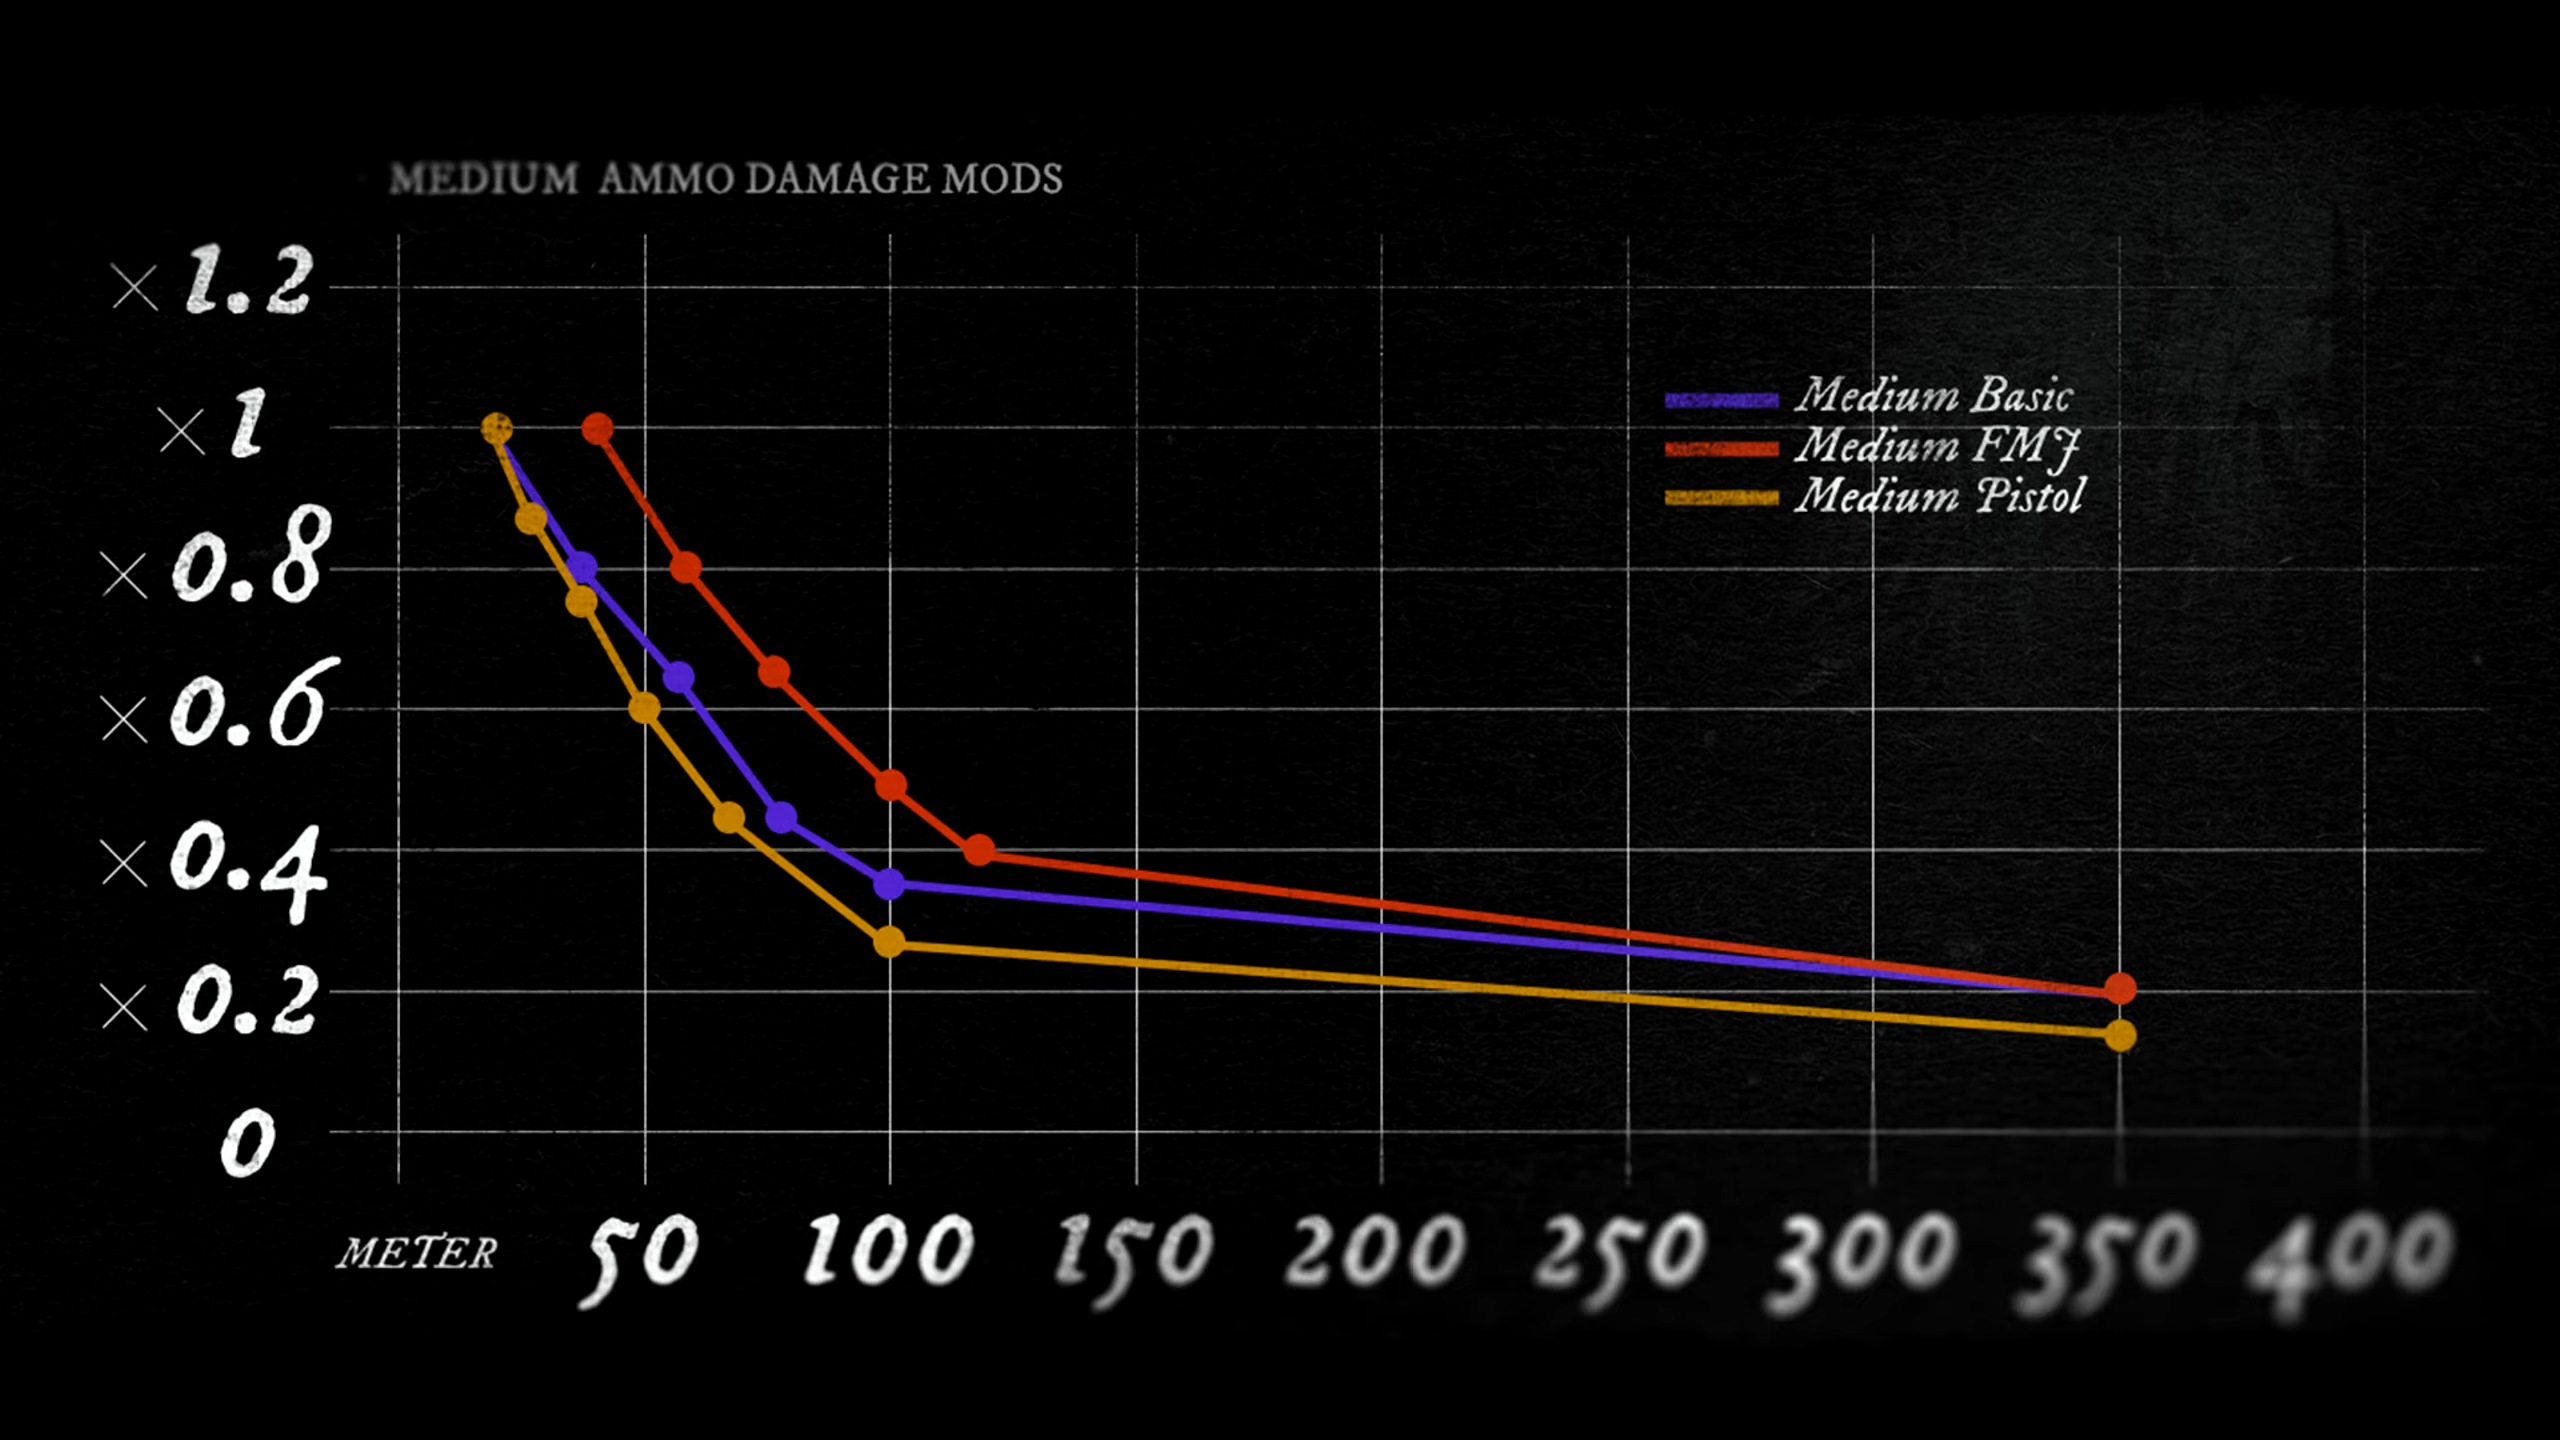 MEDIUM AMMO DAMAGE MODS
× 1.2
× 1
× 0.8
× 0.6
× 0.4
× 0.2
0
Medium Basic
Medium FMJ
Medium Pistol
METER 50 100 150 200 250 300 350 400